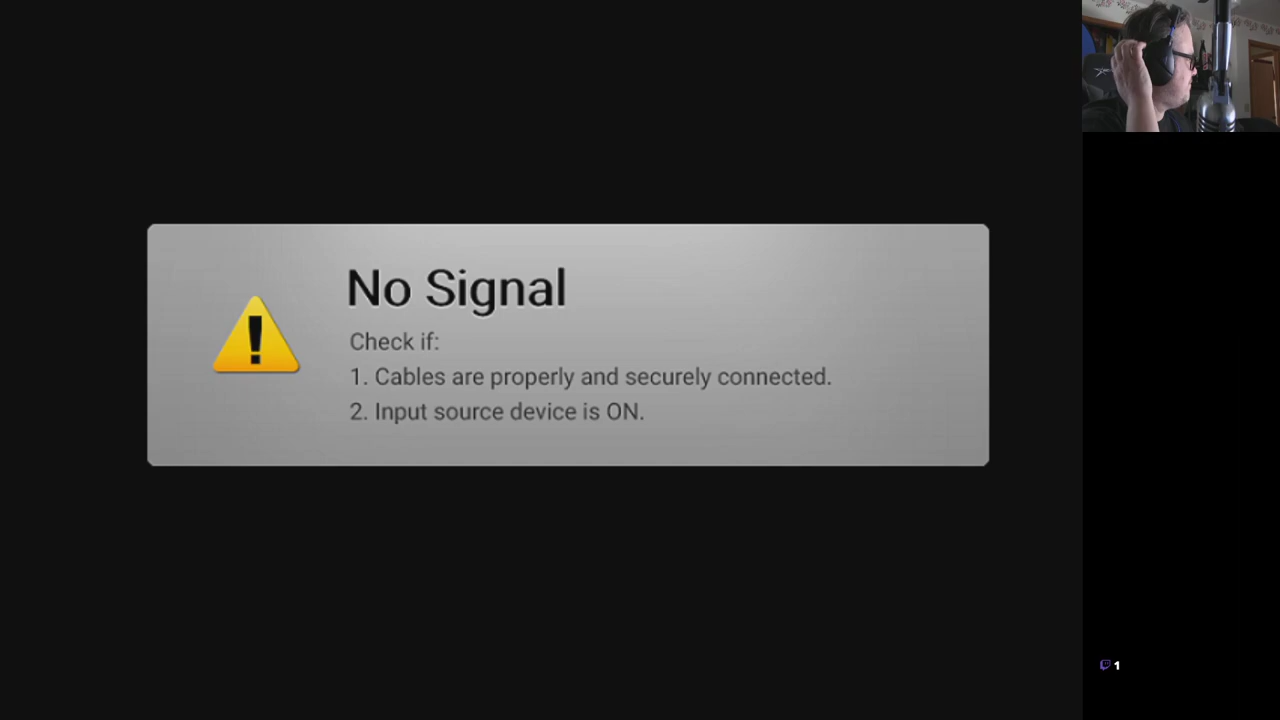 No Signal
Check if:
1. Cables are properly and securely connected.
2. Input source device is ON.
1